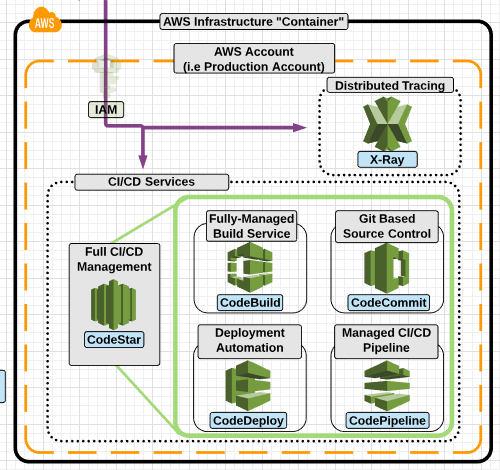 AWS
AWS Infrastructure "Container"
AWS Account
(i.e Production Account)
IAM
Distributed Tracing
X-Ray
CI/CD Services
Full CI/CD
Management
CodeStar
Fully-Managed
Build Service
CodeBuild
Git Based
Source Control
CodeCommit
Deployment
Automation
CodeDeploy
Managed CI/CD
Pipeline
CodePipeline